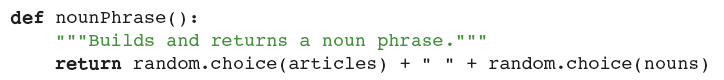 def nounPhrase():
    """Builds and returns a noun phrase."""
    return random.choice(articles) + " " + random.choice(nouns)